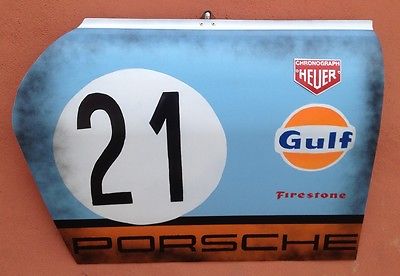 21
CHRONOGRAPH
HEUER
Gulf
Firestone
PORSCHE